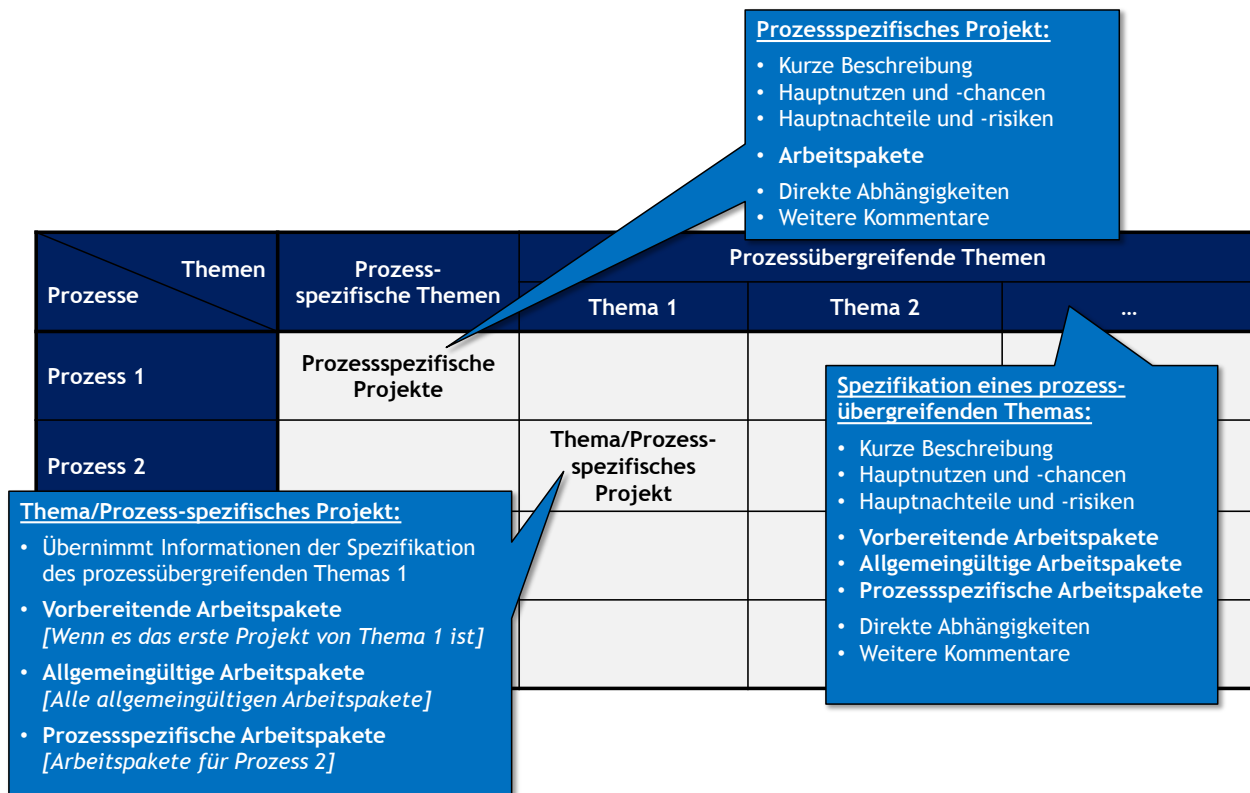 Prozessspezifisches Projekt:
• Kurze Beschreibung
• Hauptnutzen und -chancen
• Hauptnachteile und -risiken
• Arbeitspakete
• Direkte Abhängigkeiten
• Weitere Kommentare
Themen
Prozesse
Prozess-
spezifische Themen
Prozessübergreifende Themen
Thema 1
Thema 2
...
Prozess 1
Prozessspezifische
Projekte
Prozess 2
Thema/Prozess-
spezifisches
Projekt
Spezifikation eines prozess-
übergreifenden Themas:
• Kurze Beschreibung
• Hauptnutzen und -chancen
• Hauptnachteile und -risiken
• Vorbereitende Arbeitspakete
• Allgemeingültige Arbeitspakete
• Prozessspezifische Arbeitspakete
• Direkte Abhängigkeiten
• Weitere Kommentare
Thema/Prozess-spezifisches Projekt:
• Übernimmt Informationen der Spezifikation
des prozessübergreifenden Themas 1
• Vorbereitende Arbeitspakete
[Wenn es das erste Projekt von Thema 1 ist]
• Allgemeingültige Arbeitspakete
[Alle allgemeingültigen Arbeitspakete]
• Prozessspezifische Arbeitspakete
[Arbeitspakete für Prozess 2]